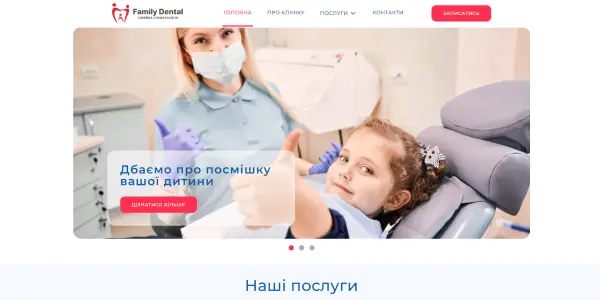 Family Dental
СІМЕЙНА СТОМАТОЛОГІЯ
ГОЛОВНА
ПРО КЛІНІКУ
ПОСЛУГИ
КОНТАКТИ
ЗАПИСАТИСЬ
Дбаємо про посмішку
вашої дитини
ДІЗНАТИСЯ БІЛЬШЕ
Наші послуги